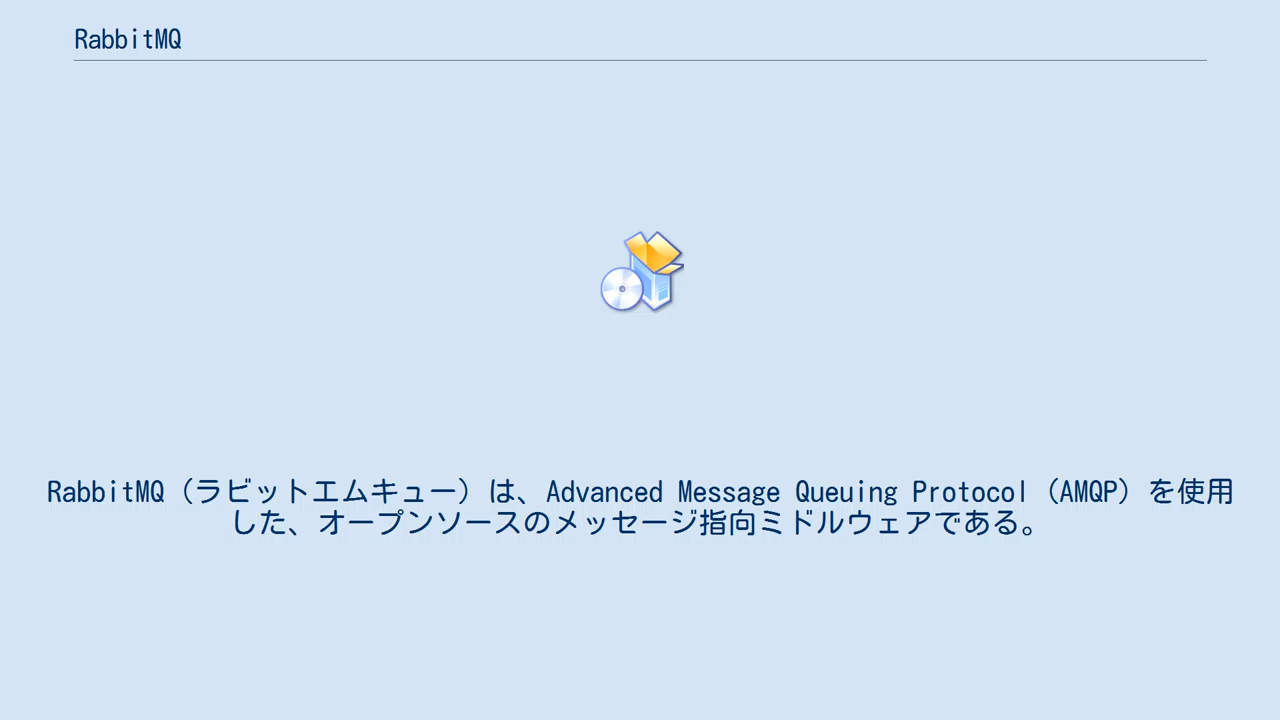 RabbitMQ
RabbitMQ（ラビットエムキュー）は、Advanced Message Queuing Protocol（AMQP）を使用
した、オープンソースのメッセージ指向ミドルウェアである。